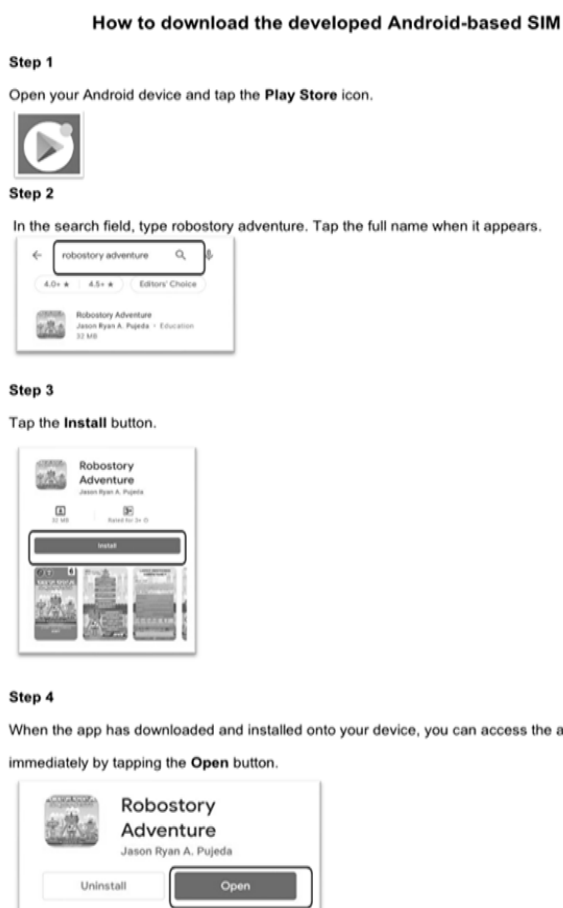 How to download the developed Android-based SIM
Step 1
Open your Android device and tap the Play Store icon.
Step 2
In the search field, type robostory adventure. Tap the full name when it appears.
robostory adventure
4.0+ ★ 4.5+ ★ Editors' Choice
Robostory Adventure
Jason Ryan A. Pujeda • Education
32 MB
Step 3
Tap the Install button.
Robostory
Adventure
Jason Ryan A. Pujeda
32 MB Rated for 3+
Install
Step 4
When the app has downloaded and installed onto your device, you can access the a
immediately by tapping the Open button.
Robostory
Adventure
Jason Ryan A. Pujeda
Uninstall Open